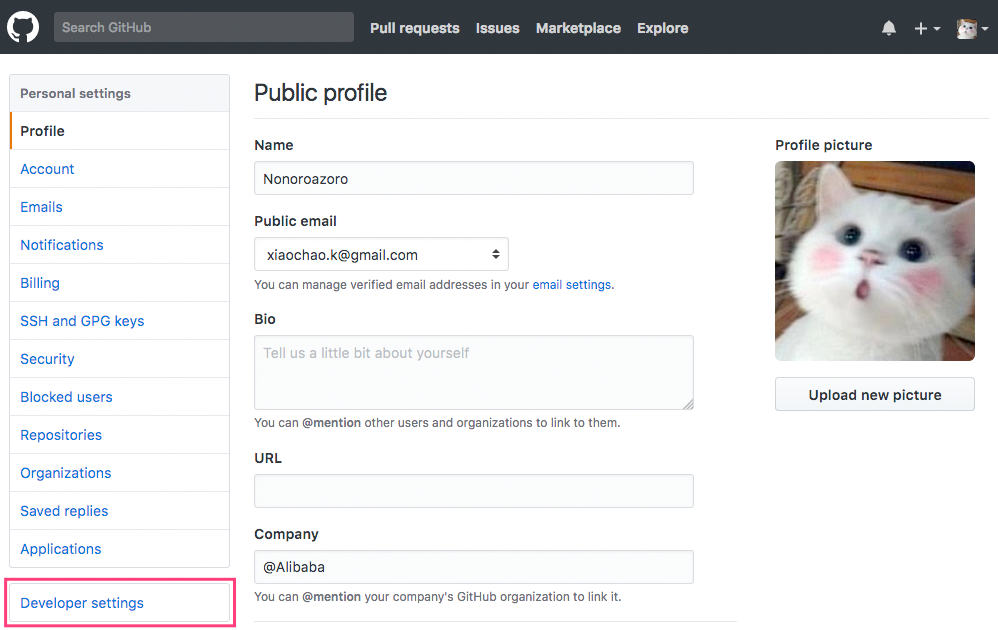 Search GitHub
Pull requests
Issues
Marketplace
Explore
Personal settings
Profile
Account
Emails
Notifications
Billing
SSH and GPG keys
Security
Blocked users
Repositories
Organizations
Saved replies
Applications
Developer settings
Public profile
Name
Nonoroazoro
Public email
xiaochao.k@gmail.com
You can manage verified email addresses in your email settings.
Bio
Tell us a little bit about yourself
You can @mention other users and organizations to link to them.
URL
Company
@Alibaba
You can @mention your company's GitHub organization to link it.
Profile picture
Upload new picture